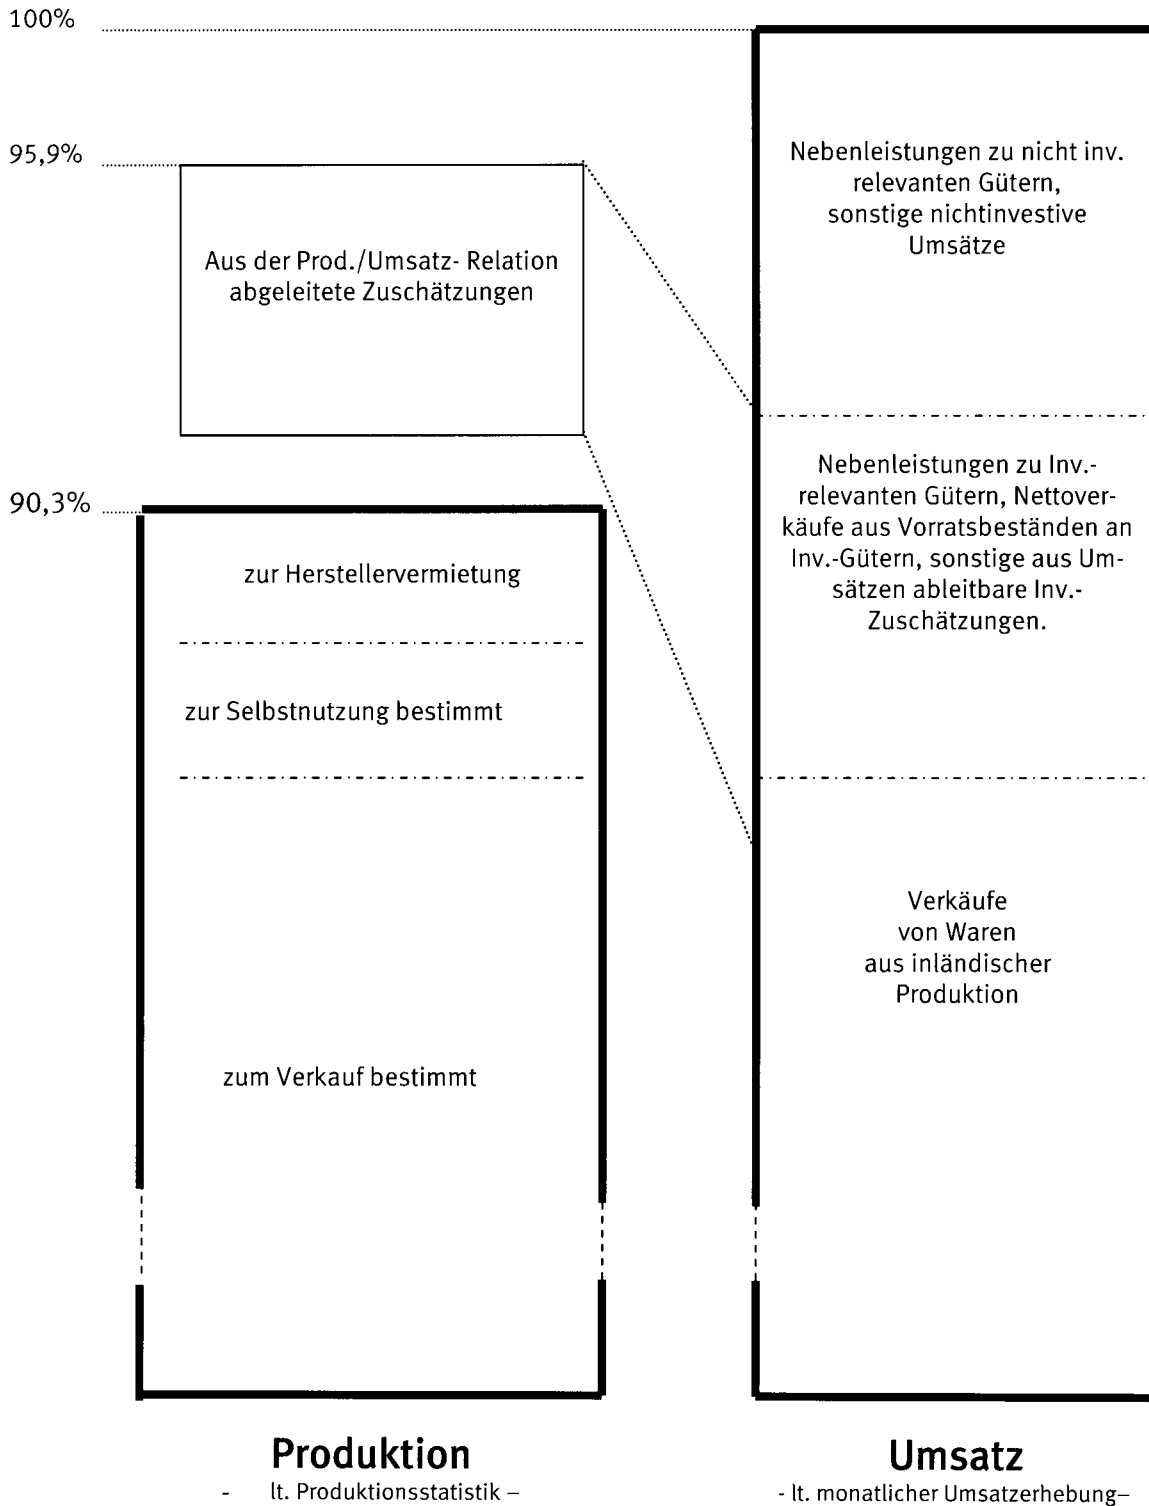 100%
95,9%
Aus der Prod./Umsatz- Relation
abgeleitete Zuschätzungen
90,3%
zur Herstellervermietung
zur Selbstnutzung bestimmt
zum Verkauf bestimmt
Produktion
- lt. Produktionsstatistik –
Nebenleistungen zu nicht inv.
relevanten Gütern,
sonstige nichtinvestive
Umsätze
Nebenleistungen zu Inv.-
relevanten Gütern, Nettover-
käufe aus Vorratsbeständen an
Inv.-Gütern, sonstige aus Um-
sätzen ableitbare Inv.-
Zuschätzungen.
Verkäufe
von Waren
aus inländischer
Produktion
Umsatz
- lt. monatlicher Umsatzerhebung–